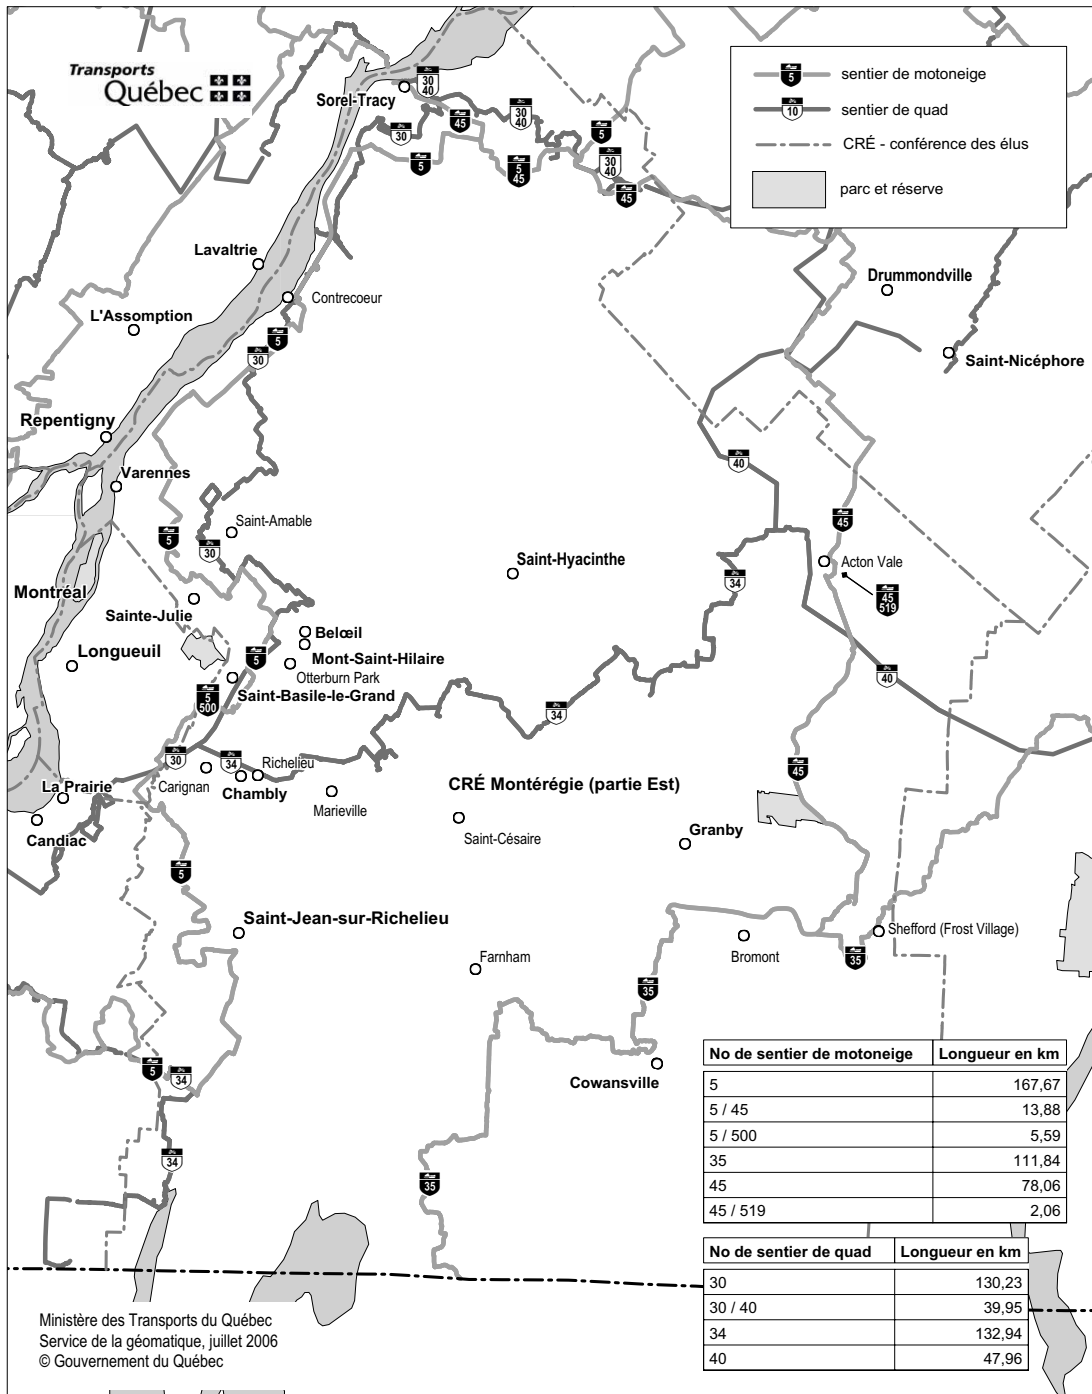 Transports
Québec
5
sentier de motoneige
10
sentier de quad
CRÉ - conférence des élus
parc et réserve
30
40
Sorel-Tracy
45
30
40
30
5
5
5
45
30
40
45
Lavaltrie
Contrecoeur
Drummondville
L'Assomption
5
30
Saint-Nicéphore
Repentigny
Varennes
40
Saint-Amable
5
30
45
Saint-Hyacinthe
Acton Vale
34
45
519
Montréal
Sainte-Julie
Belœil
Longueuil
5
Mont-Saint-Hilaire
Otterburn Park
Saint-Basile-le-Grand
40
5
500
34
30
34
Richelieu
45
Carignan
Chambly
La Prairie
Marieville
CRÉ Montérégie (partie Est)
Candiac
Saint-Césaire
Granby
5
Saint-Jean-sur-Richelieu
Shefford (Frost Village)
Farnham
Bromont
35
35
Cowansville
5
34
34
35
No de sentier de motoneige Longueur en km
5 167,67
5 / 45 13,88
5 / 500 5,59
35 111,84
45 78,06
45 / 519 2,06
No de sentier de quad Longueur en km
30 130,23
30 / 40 39,95
34 132,94
40 47,96
Ministère des Transports du Québec
Service de la géomatique, juillet 2006
© Gouvernement du Québec